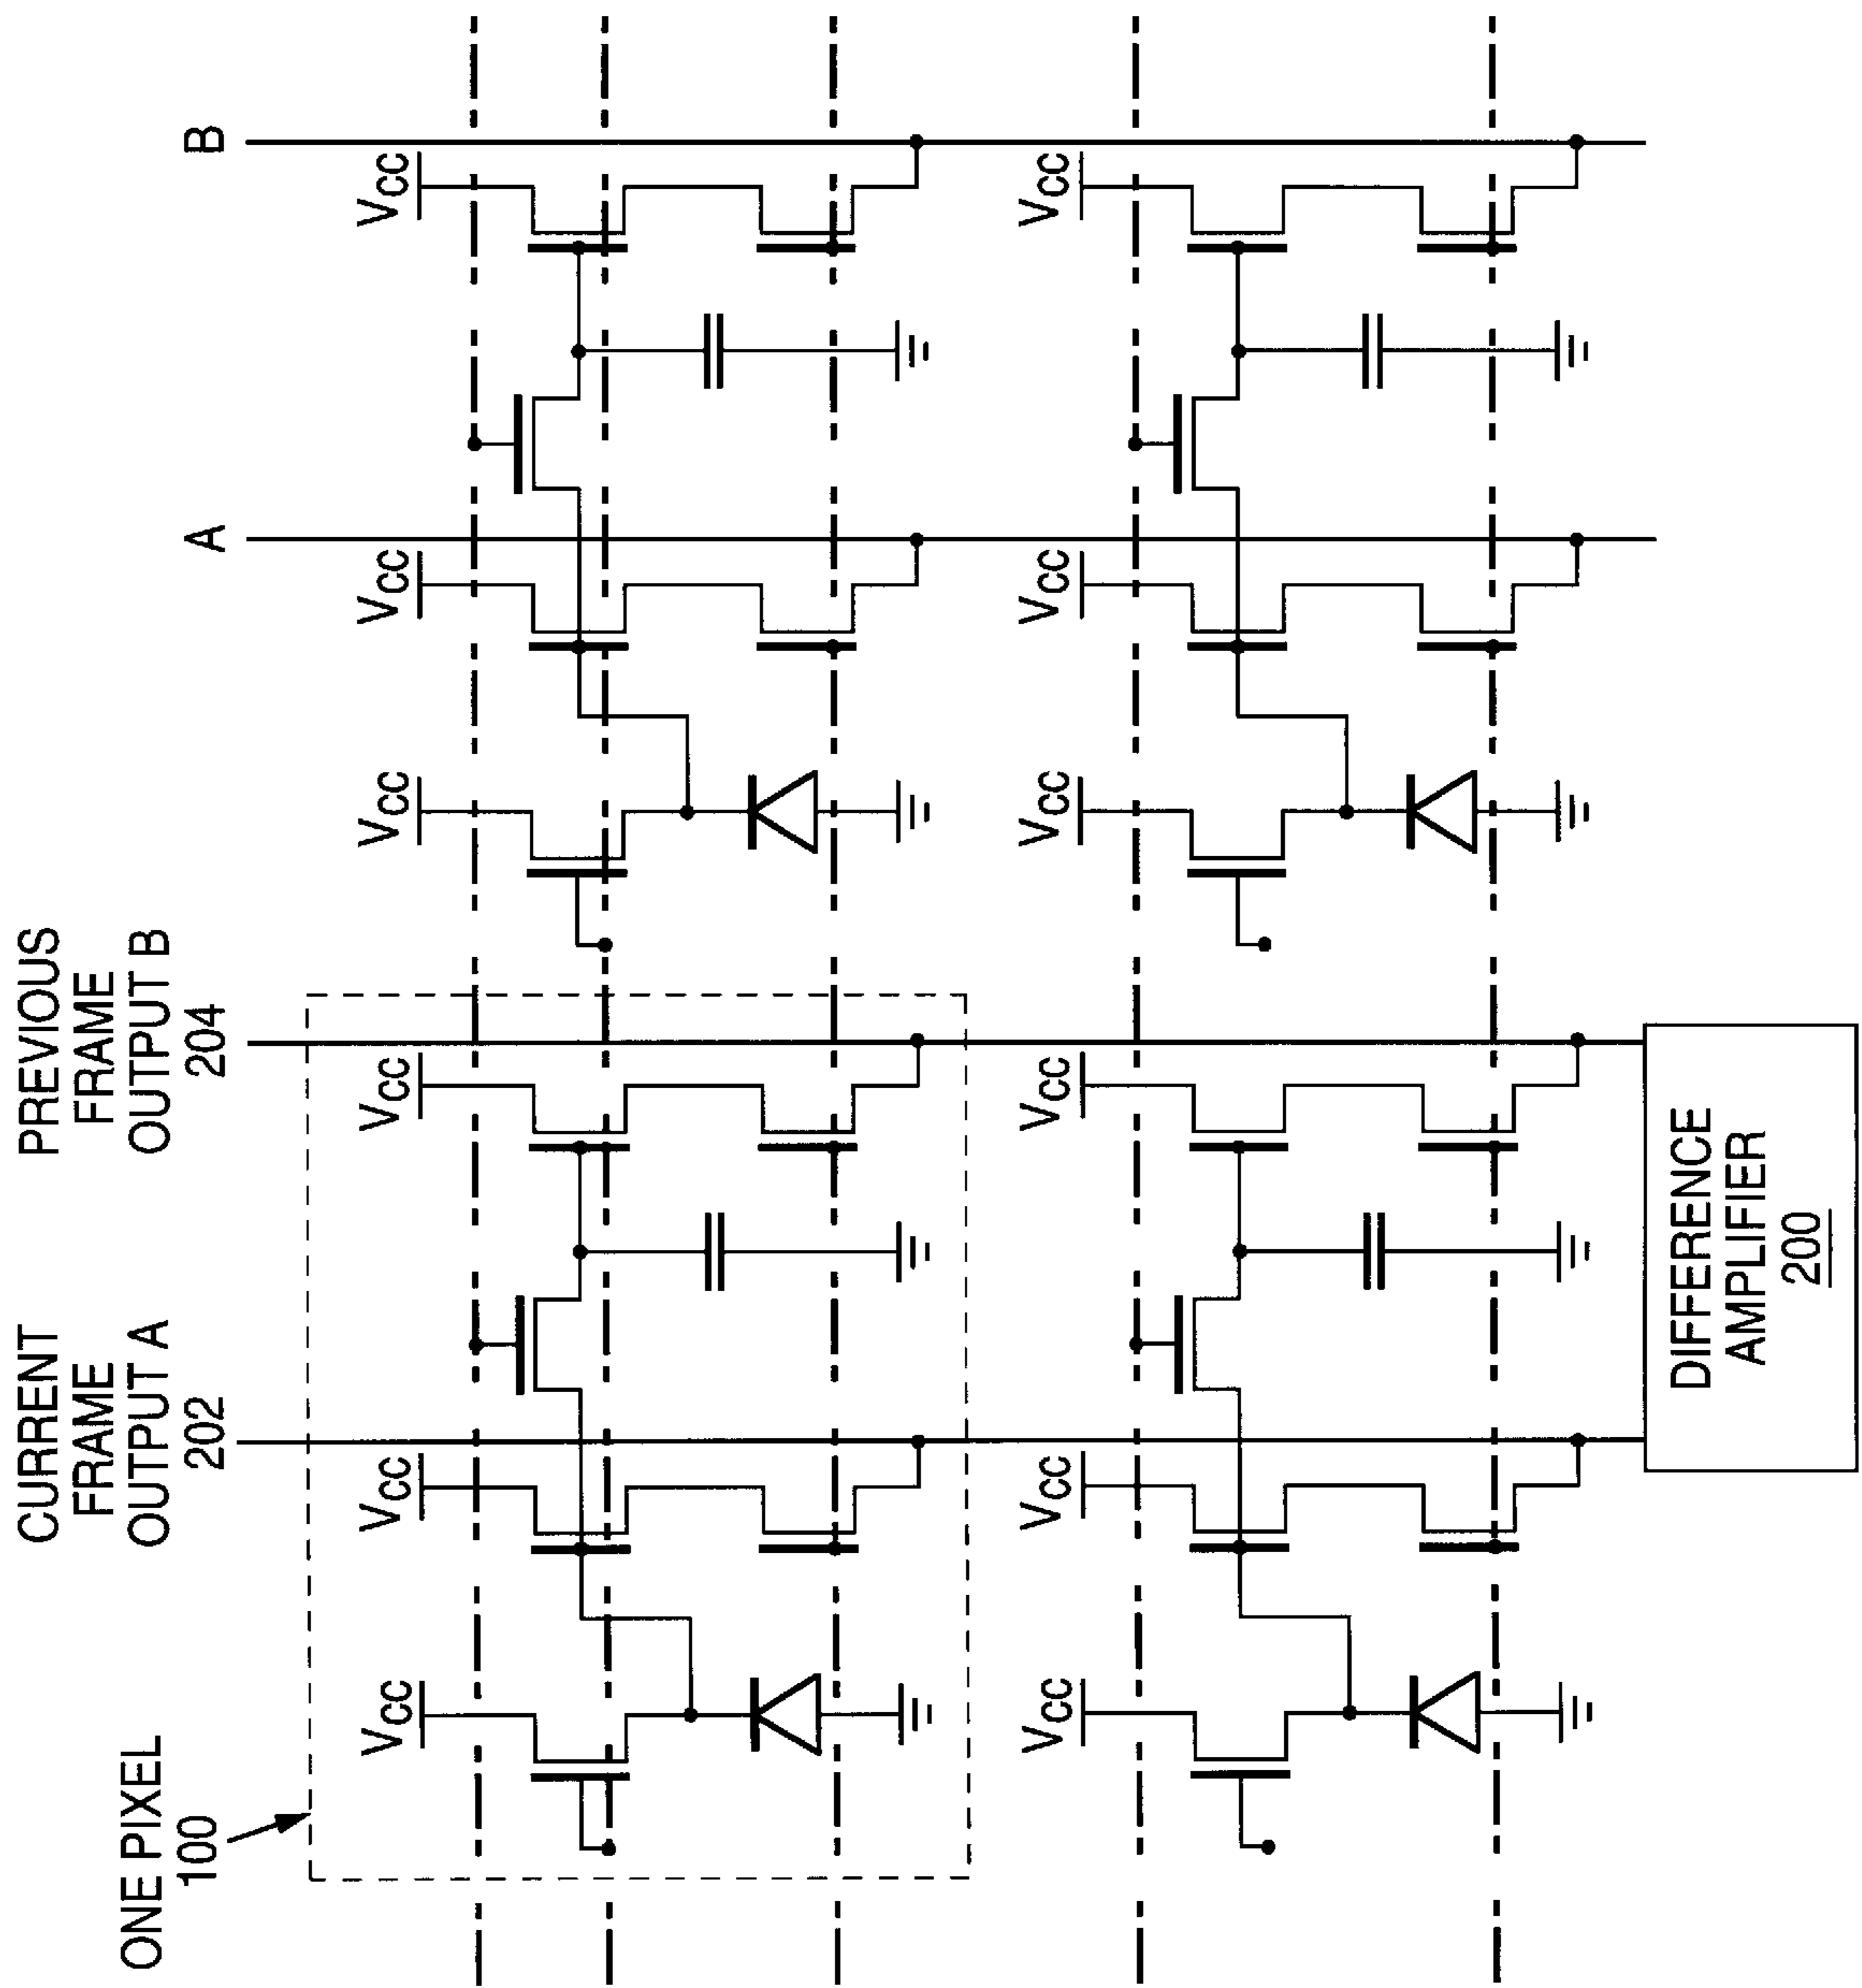 ONE PIXEL
100
CURRENT
FRAME
OUTPUT A
202
PREVIOUS
FRAME
OUTPUT B
204
A
B
VCC
VCC
VCC
VCC
VCC
VCC
VCC
VCC
VCC
VCC
VCC
VCC
DIFFERENCE
AMPLIFIER
200